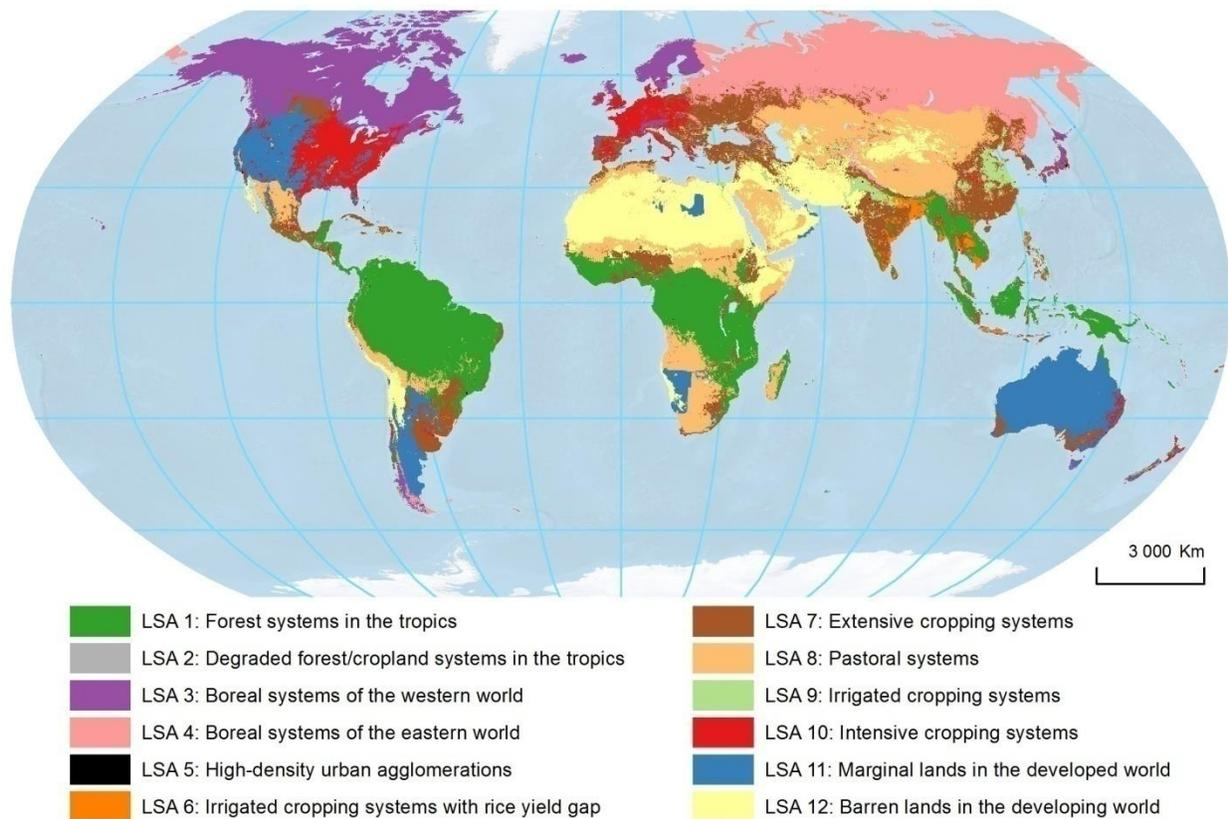 3 000 Km
LSA 1: Forest systems in the tropics
LSA 2: Degraded forest/cropland systems in the tropics
LSA 3: Boreal systems of the western world
LSA 4: Boreal systems of the eastern world
LSA 5: High-density urban agglomerations
LSA 6: Irrigated cropping systems with rice yield gap
LSA 7: Extensive cropping systems
LSA 8: Pastoral systems
LSA 9: Irrigated cropping systems
LSA 10: Intensive cropping systems
LSA 11: Marginal lands in the developed world
LSA 12: Barren lands in the developing world